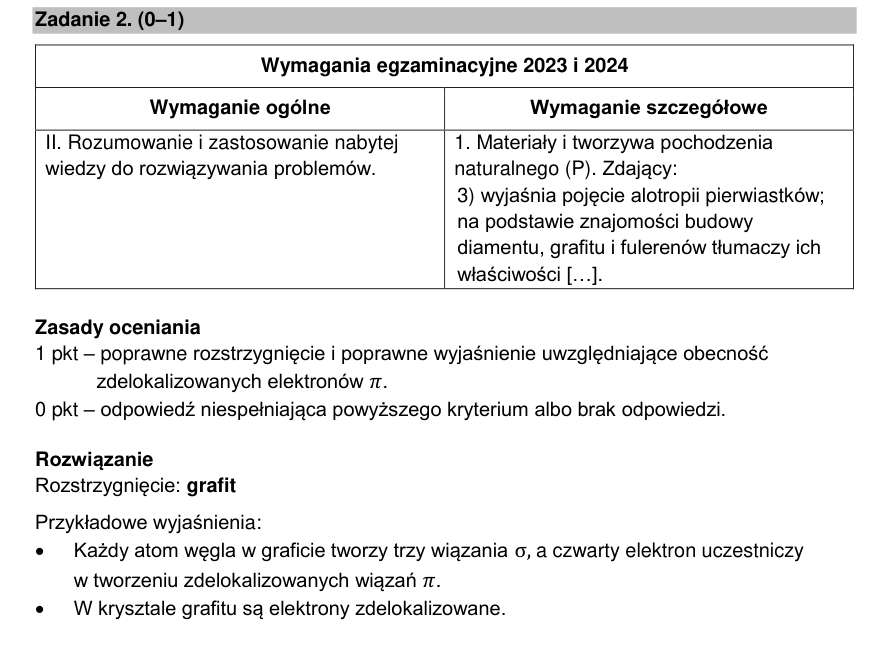 Zadanie 2. (0–1)
Wymagania egzaminacyjne 2023 i 2024
Wymaganie ogólne
Wymaganie szczegółowe
II. Rozumowanie i zastosowanie nabytej
wiedzy do rozwiązywania problemów.
1. Materiały i tworzywa pochodzenia
naturalnego (P). Zdający:
3) wyjaśnia pojęcie alotropii pierwiastków;
na podstawie znajomości budowy
diamentu, grafitu i fulerenów tłumaczy ich
właściwości […].
Zasady oceniania
1 pkt – poprawne rozstrzygnięcie i poprawne wyjaśnienie uwzględniające obecność
zdelokalizowanych elektronów π.
0 pkt – odpowiedź niespełniająca powyższego kryterium albo brak odpowiedzi.
Rozwiązanie
Rozstrzygnięcie: grafit
Przykładowe wyjaśnienia:
• Każdy atom węgla w graficie tworzy trzy wiązania σ, a czwarty elektron uczestniczy
w tworzeniu zdelokalizowanych wiązań π.
• W krysztale grafitu są elektrony zdelokalizowane.